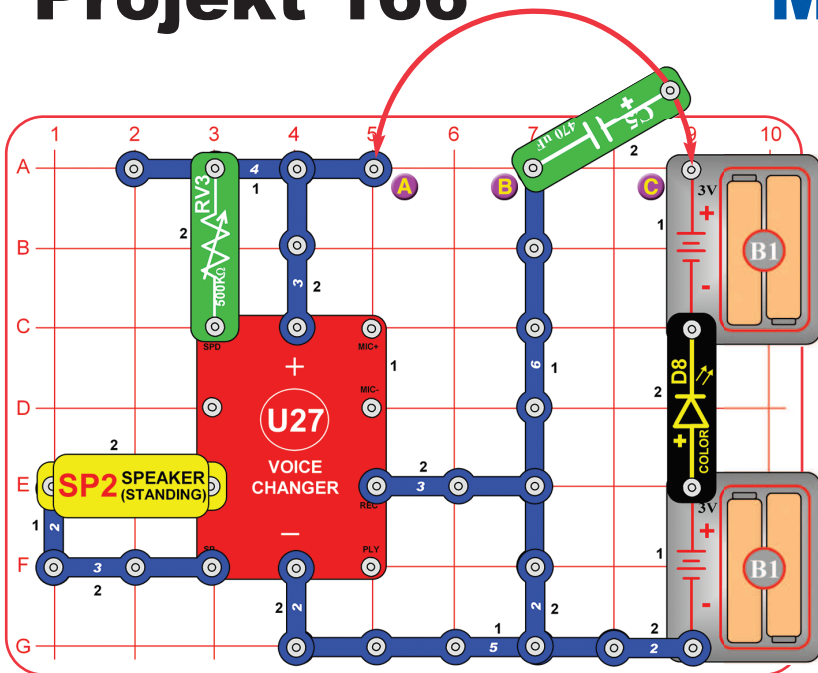 Projekt 166 M
1 2 3 4 5 6 7 8 9 10
470 uF + C5
2
A 4 A B C
RV3 1 3V
2 500KΩ 1 +
B B1
3 2
-
C
SPD + MIC+
1 6 1 D8
MIC-
D U27 2
2 VOICE +
CHANGER COLOR
E SP2 SPEAKER 2
(STANDING) 3
REC 3V
1 2 - +
SP PLY 1 B1
F 3
2 2 2 2 2 -
1 2
G 5 2